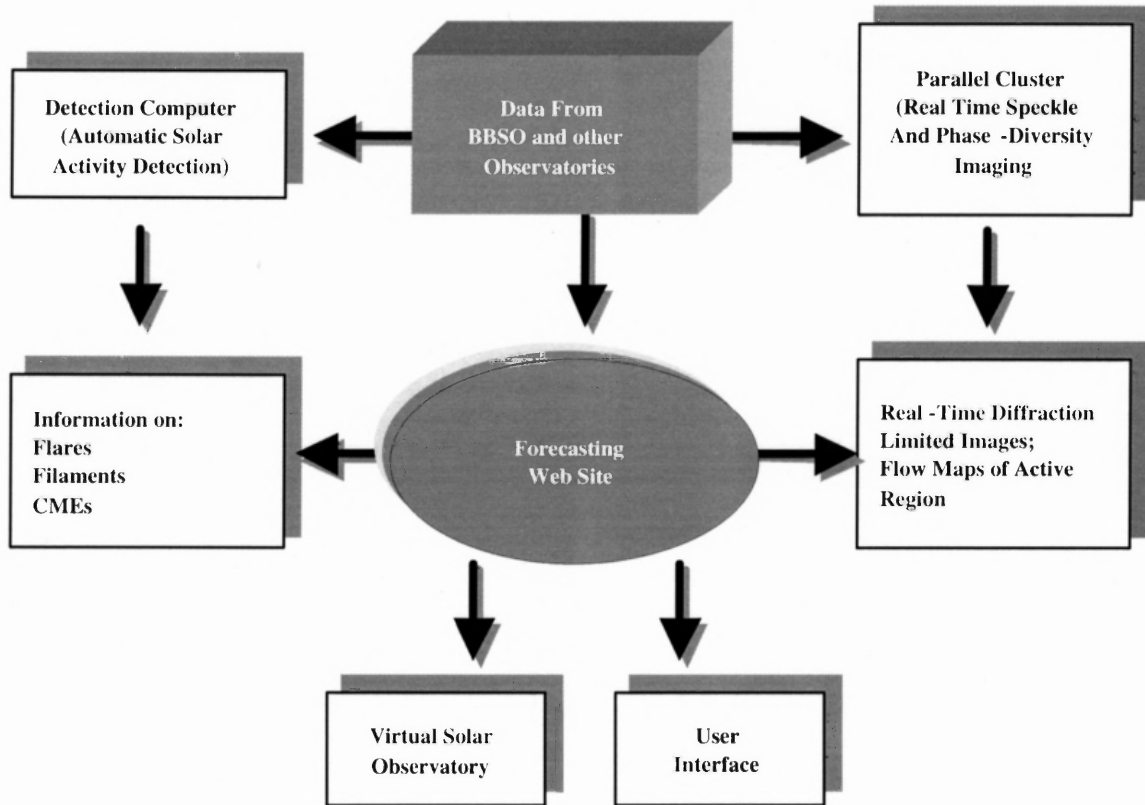 Detection Computer
(Automatic Solar
Activity Detection)
Data From
BBSO and other
Observatories
Parallel Cluster
(Real Time Speckle
And Phase -Diversity
Imaging
Information on:
Flares
Filaments
CMEs
Forecasting
Web Site
Real -Time Diffraction
Limited Images;
Flow Maps of Active
Region
Virtual Solar
Observatory
User
Interface